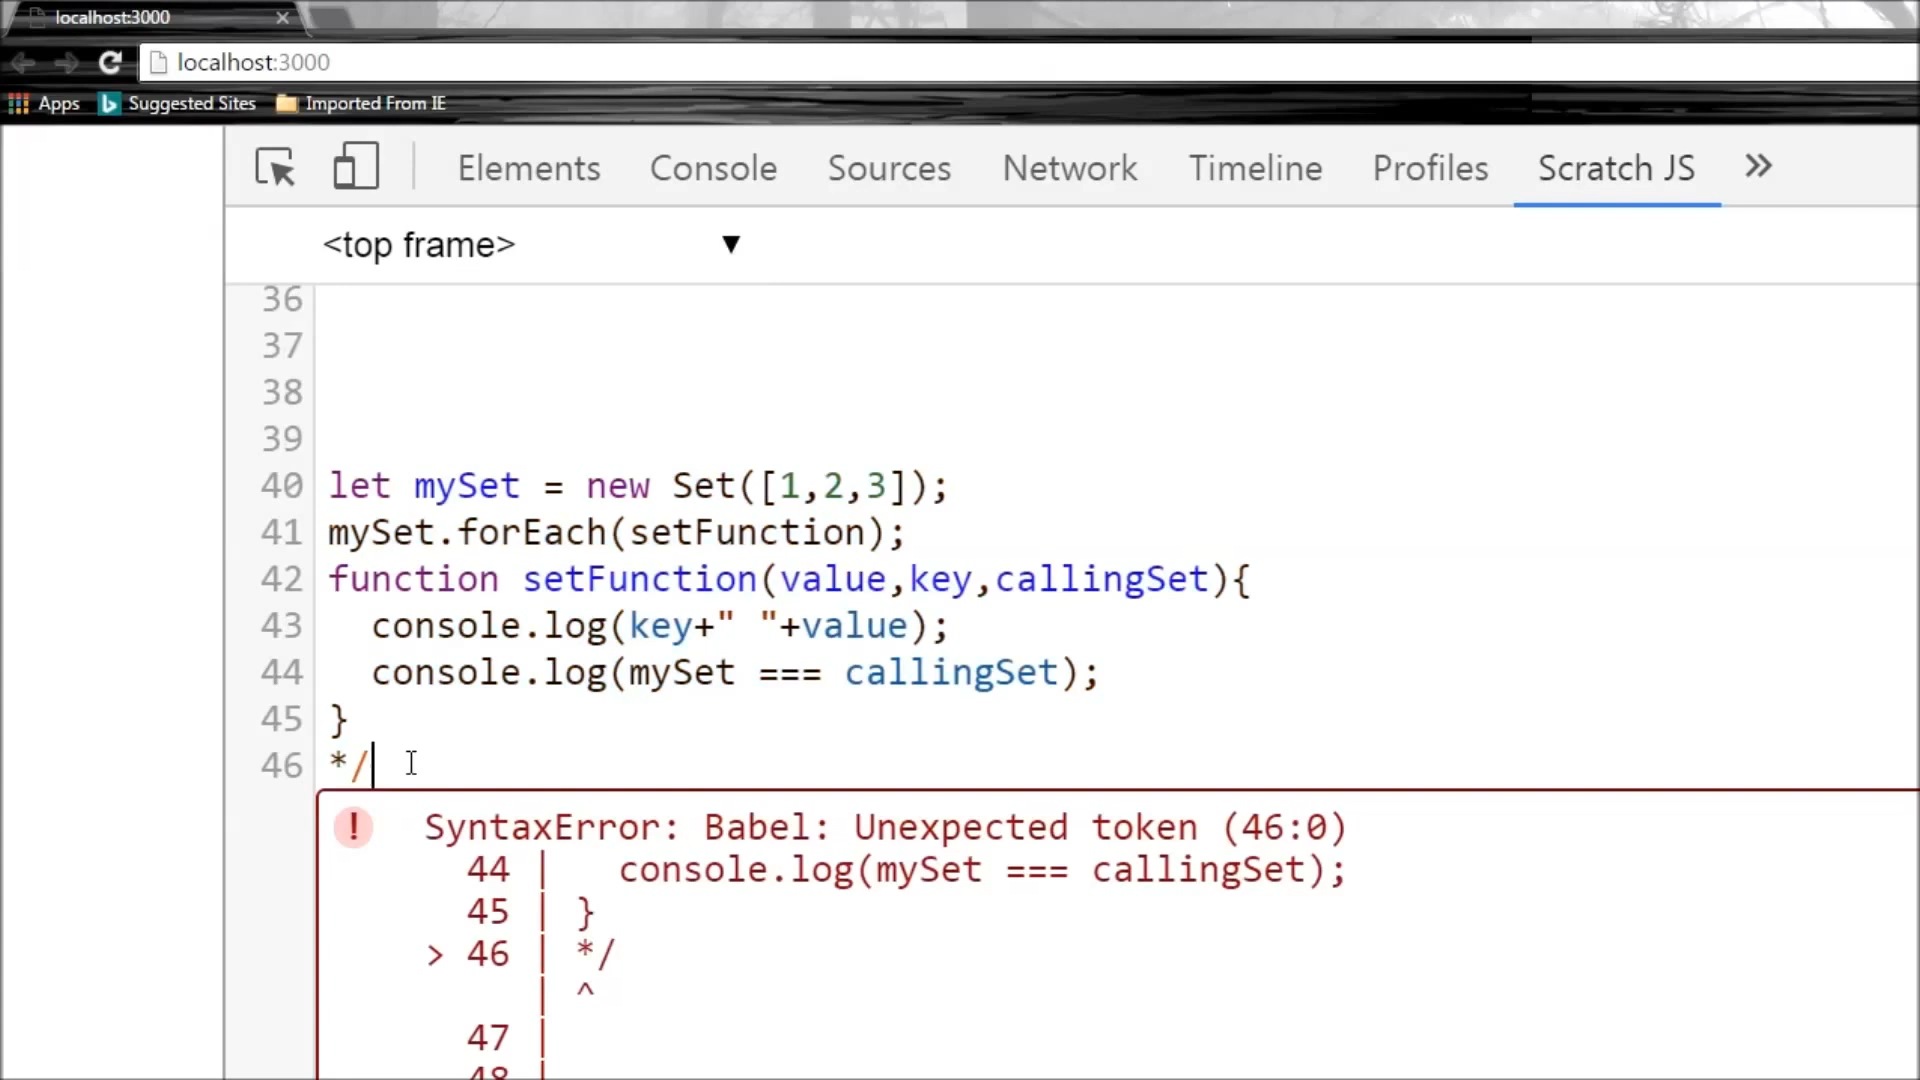 localhost:3000
localhost:3000
Apps Suggested Sites Imported From IE
Elements Console Sources Network Timeline Profiles Scratch JS »
<top frame> ▼
36
37
38
39
40 let mySet = new Set([1,2,3]);
41 mySet.forEach(setFunction);
42 function setFunction(value,key,callingSet){
43   console.log(key+" "+value);
44   console.log(mySet === callingSet);
45 }
46 */
! SyntaxError: Babel: Unexpected token (46:0)
44 |   console.log(mySet === callingSet);
45 | }
> 46 | */
| ^
47 |
48 |